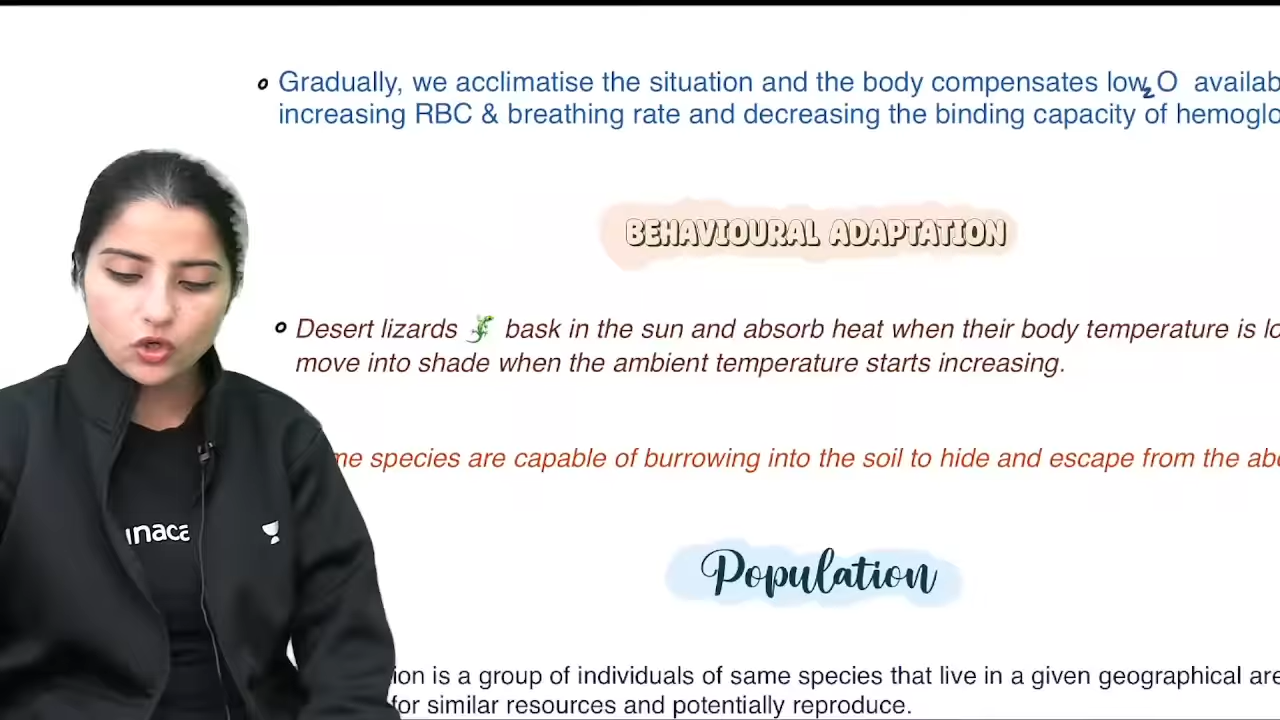 Gradually, we acclimatise the situation and the body compensates low 2O availab
increasing RBC & breathing rate and decreasing the binding capacity of hemoglo
BEHAVIOURAL ADAPTATION
Desert lizards bask in the sun and absorb heat when their body temperature is lo
move into shade when the ambient temperature starts increasing.
me species are capable of burrowing into the soil to hide and escape from the abo
unaca
Population
ion is a group of individuals of same species that live in a given geographical are
for similar resources and potentially reproduce.